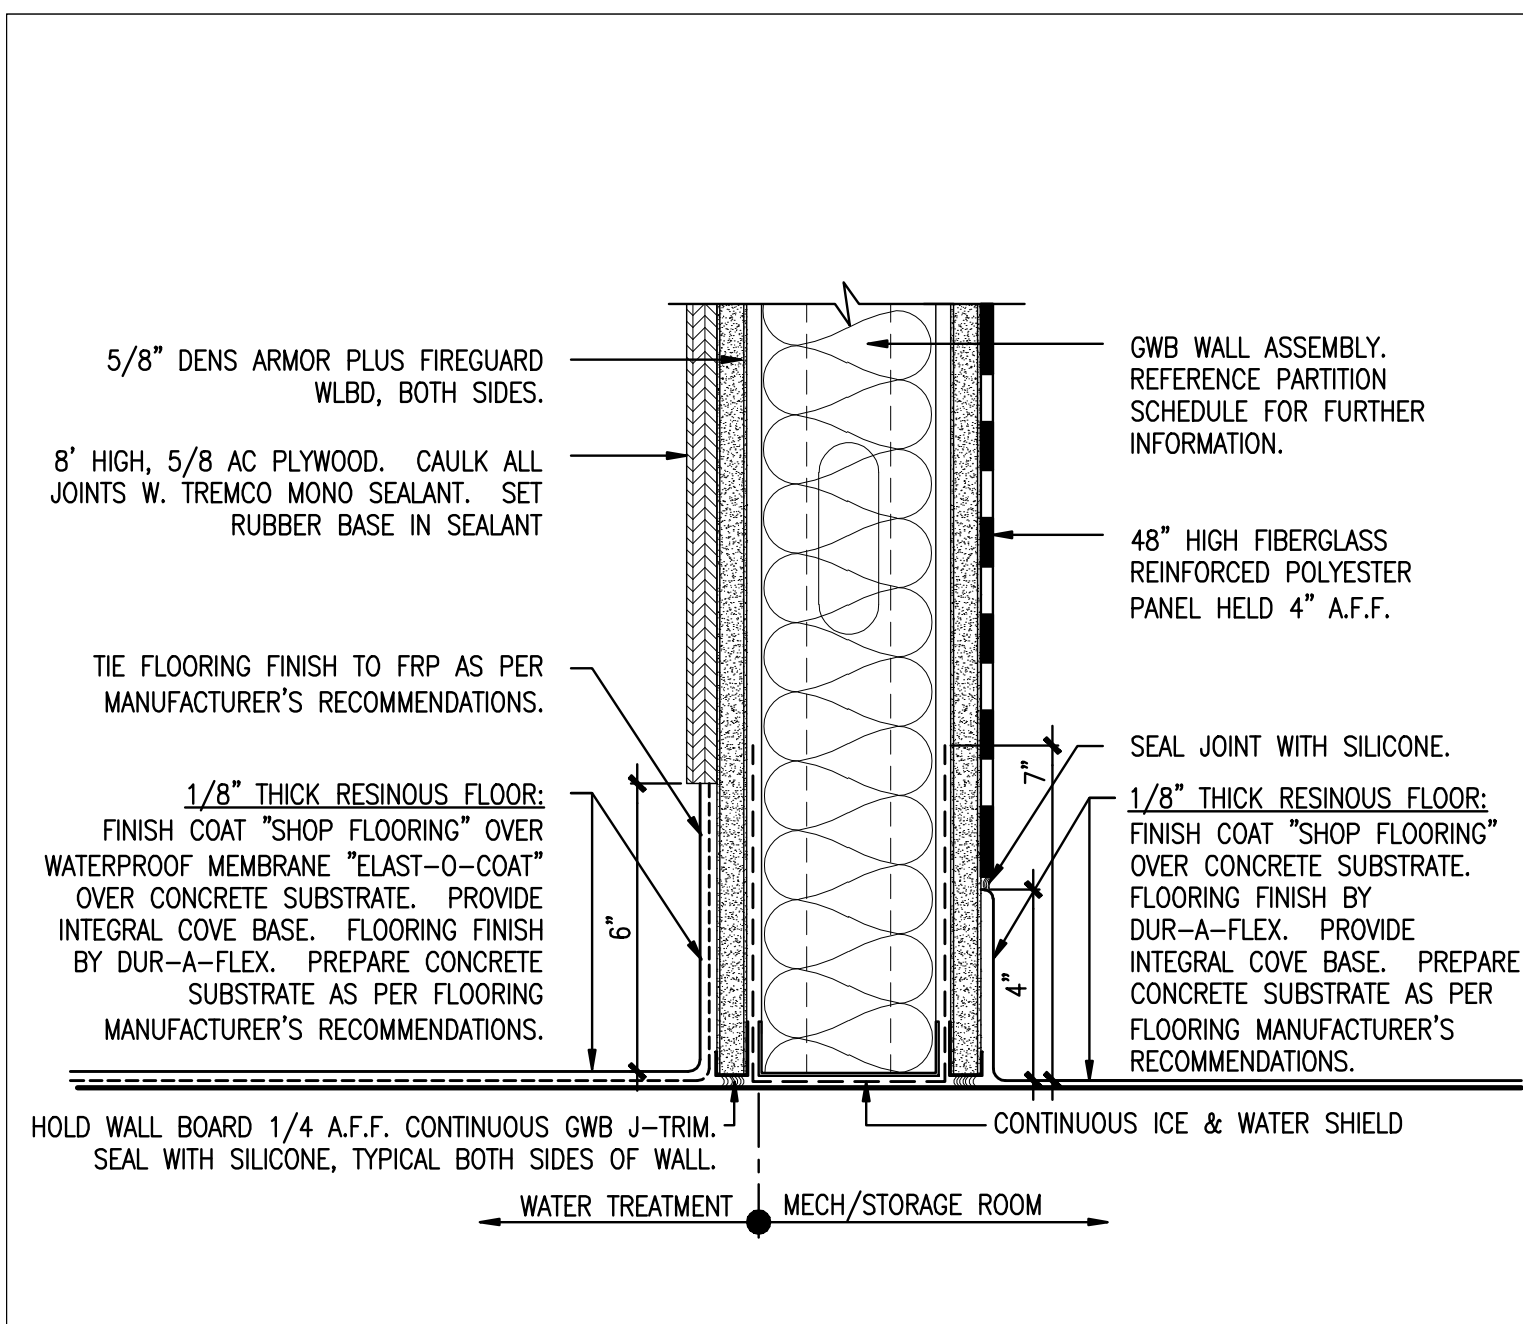 5/8" DENS ARMOR PLUS FIREGUARD
WLBD, BOTH SIDES.
8' HIGH, 5/8 AC PLYWOOD. CAULK ALL
JOINTS W. TREMCO MONO SEALANT. SET
RUBBER BASE IN SEALANT
TIE FLOORING FINISH TO FRP AS PER
MANUFACTURER'S RECOMMENDATIONS.
1/8" THICK RESINOUS FLOOR:
FINISH COAT "SHOP FLOORING" OVER
WATERPROOF MEMBRANE "ELAST-O-COAT"
OVER CONCRETE SUBSTRATE. PROVIDE
INTEGRAL COVE BASE. FLOORING FINISH
BY DUR-A-FLEX. PREPARE CONCRETE
SUBSTRATE AS PER FLOORING
MANUFACTURER'S RECOMMENDATIONS.
6"
HOLD WALL BOARD 1/4 A.F.F. CONTINUOUS GWB J-TRIM.
SEAL WITH SILICONE, TYPICAL BOTH SIDES OF WALL.
GWB WALL ASSEMBLY.
REFERENCE PARTITION
SCHEDULE FOR FURTHER
INFORMATION.
48" HIGH FIBERGLASS
REINFORCED POLYESTER
PANEL HELD 4" A.F.F.
SEAL JOINT WITH SILICONE.
7"
1/8" THICK RESINOUS FLOOR:
FINISH COAT "SHOP FLOORING"
OVER CONCRETE SUBSTRATE.
FLOORING FINISH BY
DUR-A-FLEX. PROVIDE
INTEGRAL COVE BASE. PREPARE
CONCRETE SUBSTRATE AS PER
FLOORING MANUFACTURER'S
RECOMMENDATIONS.
4"
CONTINUOUS ICE & WATER SHIELD
WATER TREATMENT
MECH/STORAGE ROOM